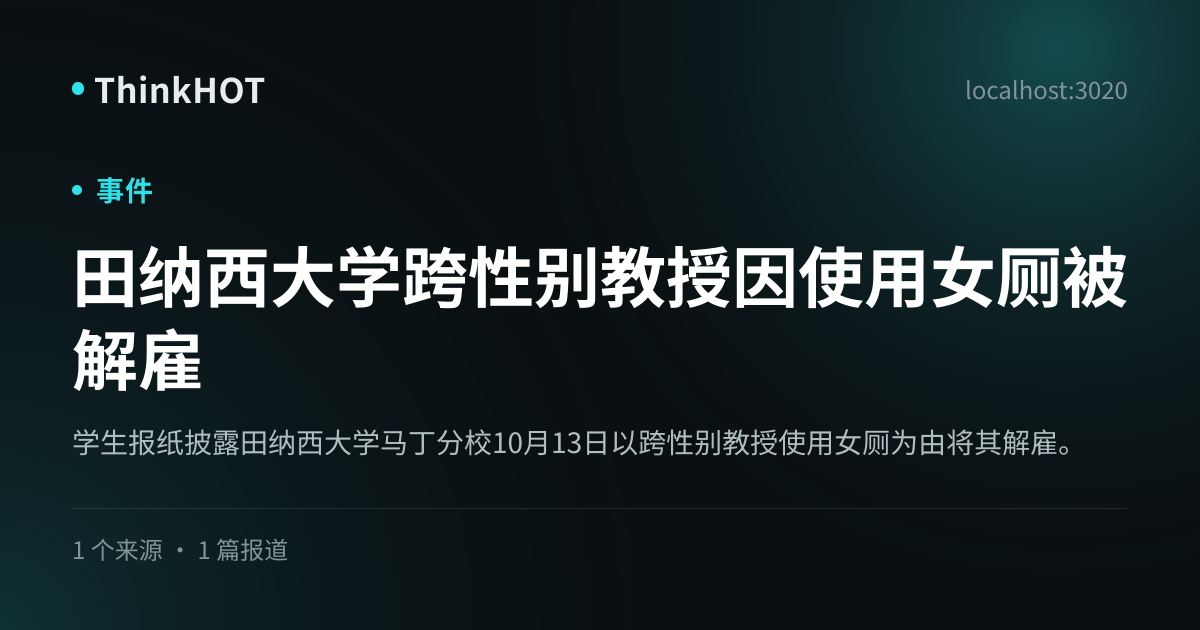 ThinkHOT
localhost:3020
事件
田纳西大学跨性别教授因使用女厕被
解雇
学生报纸披露田纳西大学马丁分校10月13日以跨性别教授使用女厕为由将其解雇。
1 个来源 · 1 篇报道